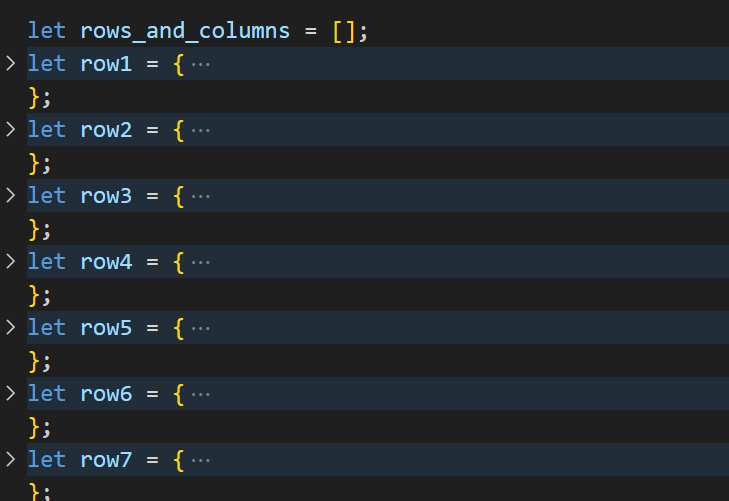 let rows_and_columns = [];
let row1 = { ···
};
let row2 = { ···
};
let row3 = { ···
};
let row4 = { ···
};
let row5 = { ···
};
let row6 = { ···
};
let row7 = { ···
};